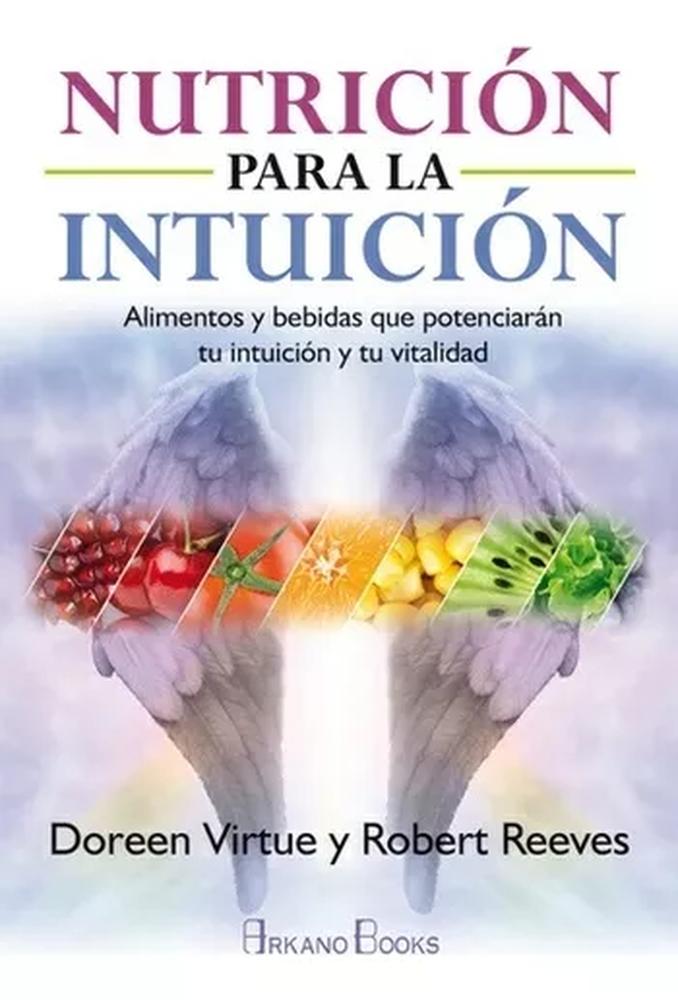 NUTRICIÓN
PARA LA
INTUICIÓN
Alimentos y bebidas que potenciarán
tu intuición y tu vitalidad
Doreen Virtue y Robert Reeves
ARKANO BOOKS